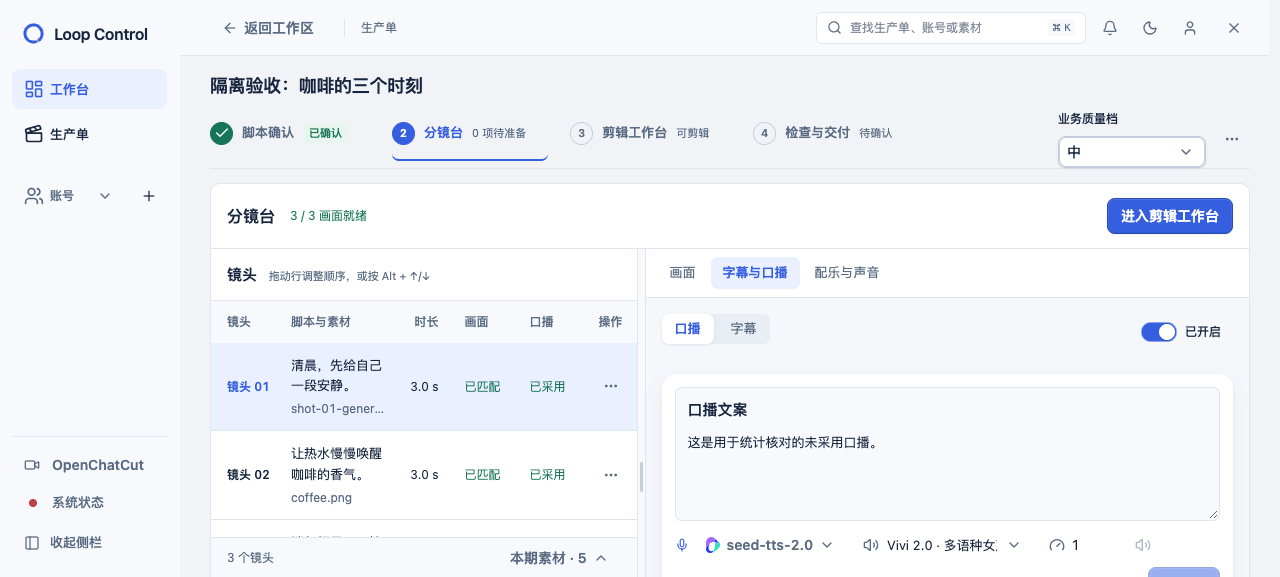 Loop Control
返回工作区
生产单
查找生产单、账号或素材
⌘ K
工作台
生产单
账号
OpenChatCut
系统状态
收起侧栏
隔离验收：咖啡的三个时刻
脚本确认 已确认
2 分镜台 0 项待准备
3 剪辑工作台 可剪辑
4 检查与交付 待确认
业务质量档
中
分镜台 3 / 3 画面就绪
进入剪辑工作台
镜头 拖动行调整顺序，或按 Alt + ↑/↓
镜头 脚本与素材 时长 画面 口播 操作
镜头 01
清晨，先给自己
一段安静。
shot-01-gener...
3.0 s 已匹配 已采用
镜头 02
让热水慢慢唤醒
咖啡的香气。
coffee.png
3.0 s 已匹配 已采用
3 个镜头
本期素材 · 5
画面 字幕与口播 配乐与声音
口播 字幕
已开启
口播文案
这是用于统计核对的未采用口播。
seed-tts-2.0
Vivi 2.0 · 多语种女
1